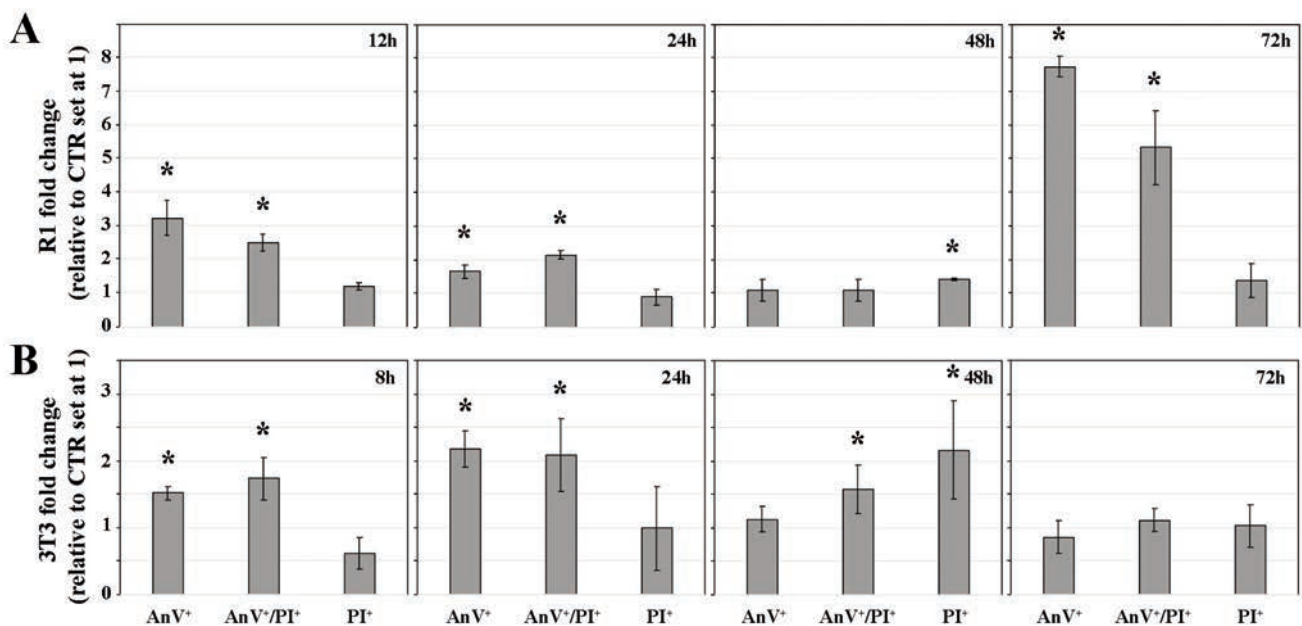 A
12h
24h
48h
72h
R1 fold change
(relative to CTR set at 1)
8
7
6
5
4
3
2
1
0
*
*
*
*
*
*
*
B
8h
24h
48h
72h
3T3 fold change
(relative to CTR set at 1)
3
2
1
0
*
*
*
*
*
*
AnV⁺ AnV⁺/PI⁺ PI⁺ AnV⁺ AnV⁺/PI⁺ PI⁺ AnV⁺ AnV⁺/PI⁺ PI⁺ AnV⁺ AnV⁺/PI⁺ PI⁺